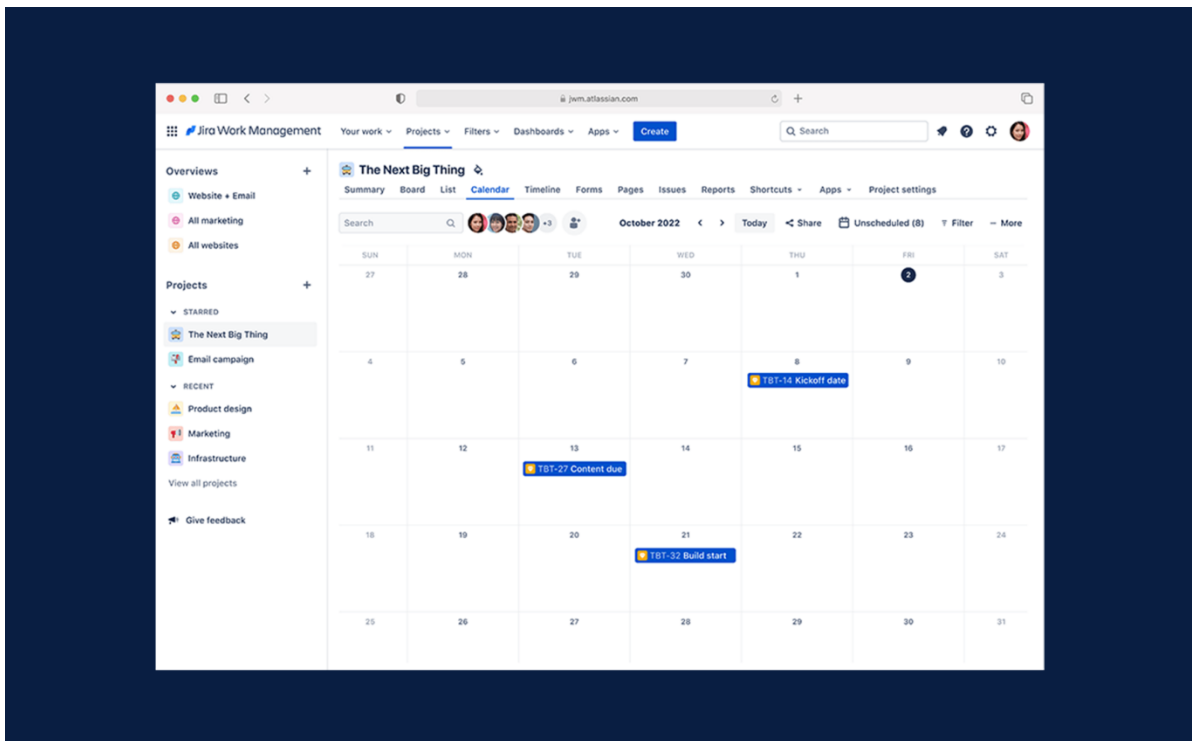 jwm.atlassian.com
Jira Work Management Your work Projects Filters Dashboards Apps Create Search
Overviews
Website + Email
All marketing
All websites
Projects
STARRED
The Next Big Thing
Email campaign
RECENT
Product design
Marketing
Infrastructure
View all projects
Give feedback
The Next Big Thing
Summary Board List Calendar Timeline Forms Pages Issues Reports Shortcuts Apps Project settings
Search +3 October 2022 Today Share Unscheduled (8) Filter More
SUN MON TUE WED THU FRI SAT
27 28 29 30 1 2 3
4 5 6 7 8 9 10
TBT-14 Kickoff date
11 12 13 14 15 16 17
TBT-27 Content due
18 19 20 21 22 23 24
TBT-32 Build start
25 26 27 28 29 30 31